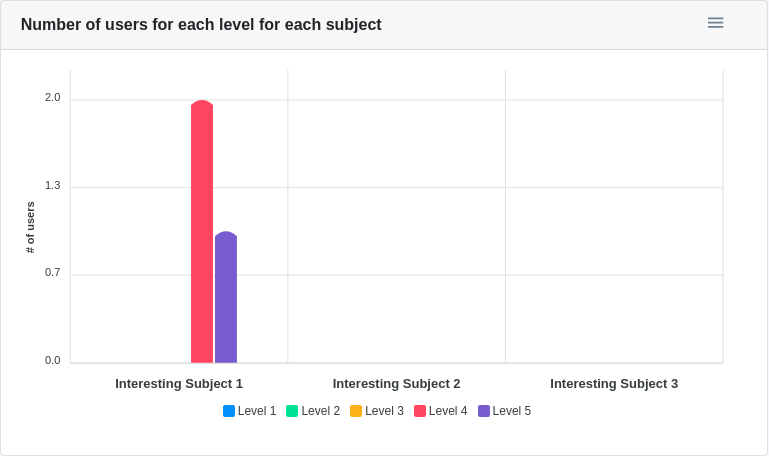 Number of users for each level for each subject
2.0
1.3
# of users
0.7
0.0
Interesting Subject 1 Interesting Subject 2 Interesting Subject 3
Level 1 Level 2 Level 3 Level 4 Level 5